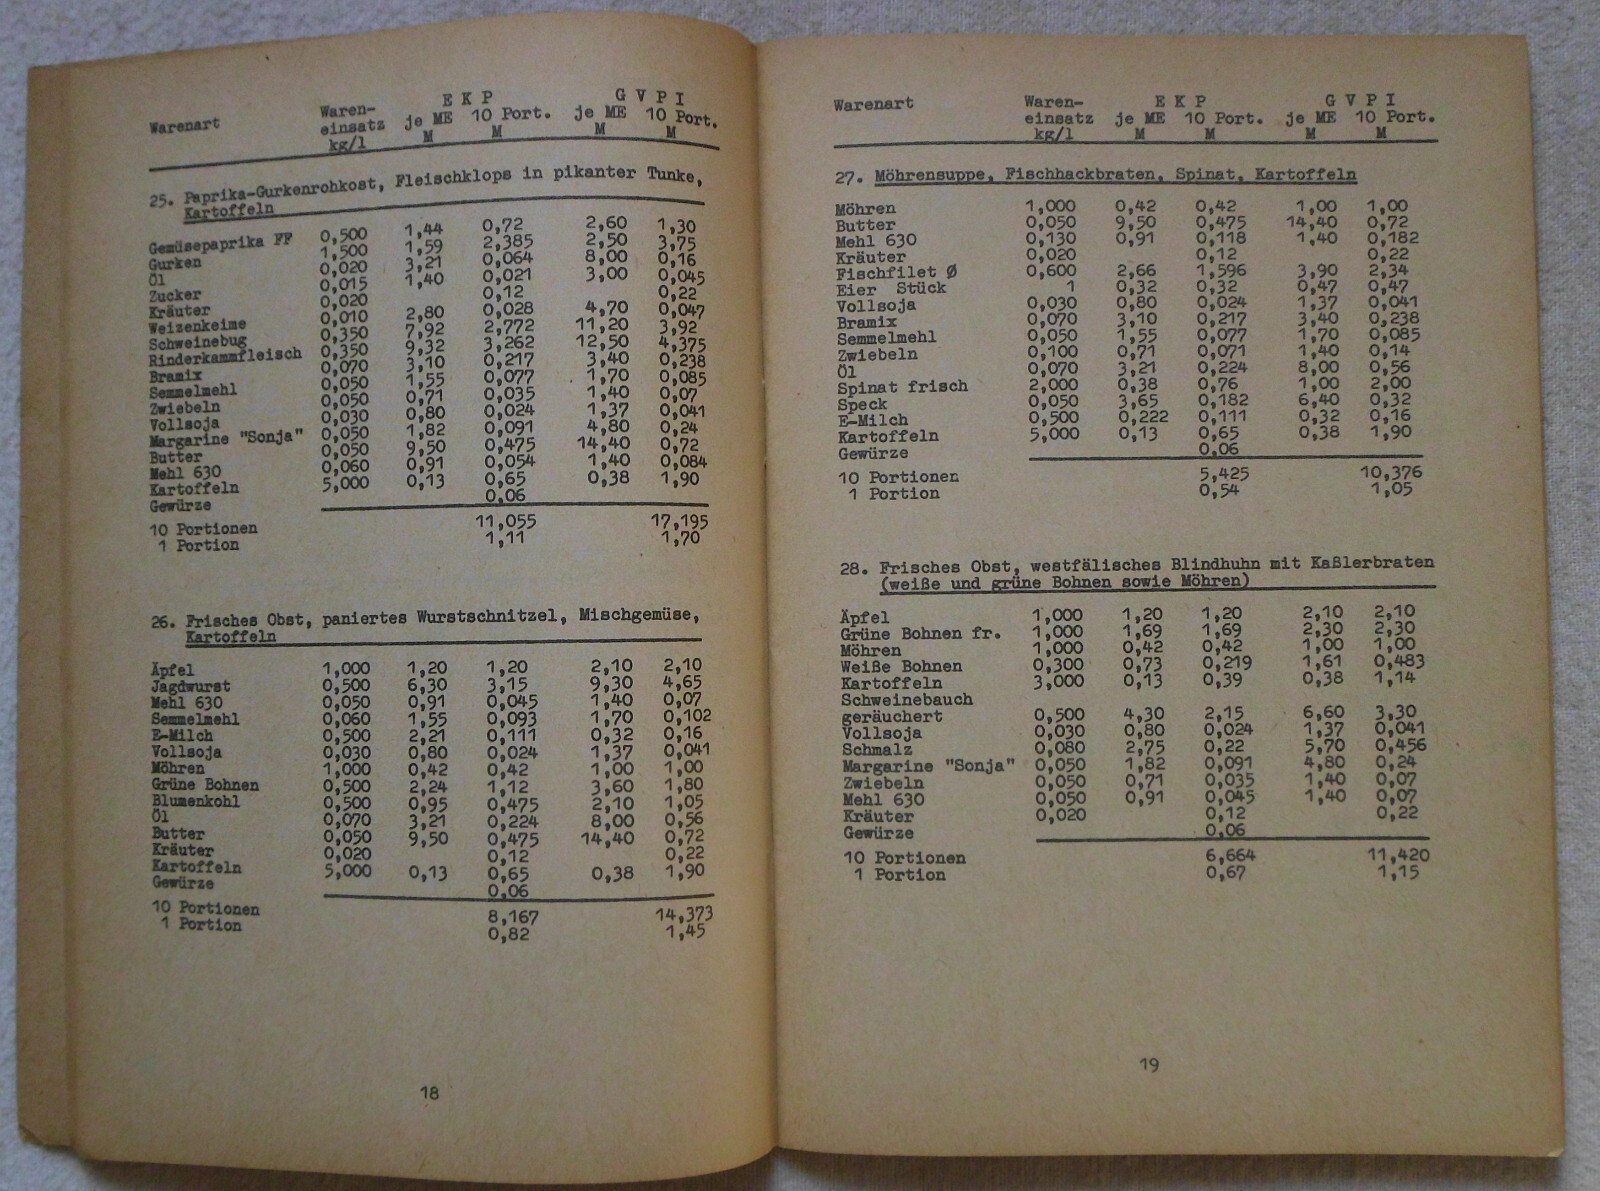 E K P G V P I
Warenart Waren- je ME 10 Port. je ME 10 Port.
einsatz M M M M
kg/l
25. Paprika-Gurkenrohkost, Fleischklops in pikanter Tunke,
Kartoffeln
Gemüsepaprika FF 0,500 1,44 0,72 2,60 1,30
Gurken 1,500 1,59 2,385 2,50 3,75
Öl 0,020 3,21 0,064 8,00 0,16
Zucker 0,015 1,40 0,021 3,00 0,045
Kräuter 0,020 0,12 0,22
Weizenkeime 0,010 2,80 0,028 4,70 0,047
Schweinebug 0,350 7,92 2,772 11,20 3,92
Rinderkammfleisch 0,350 9,32 3,262 12,50 4,375
Bramix 0,070 3,10 0,217 3,40 0,238
Semmelmehl 0,050 1,55 0,077 1,70 0,085
Zwiebeln 0,050 0,71 0,035 1,40 0,07
Vollsoja 0,030 0,80 0,024 1,37 0,041
Margarine "Sonja" 0,050 1,82 0,091 4,80 0,24
Butter 0,050 9,50 0,475 14,40 0,72
Mehl 630 0,060 0,91 0,054 1,40 0,084
Kartoffeln 5,000 0,13 0,65 0,38 1,90
Gewürze 0,06
10 Portionen 11,055 17,195
1 Portion 1,11 1,70
26. Frisches Obst, paniertes Wurstschnitzel, Mischgemüse,
Kartoffeln
Äpfel 1,000 1,20 1,20 2,10 2,10
Jagdwurst 0,500 6,30 3,15 9,30 4,65
Mehl 630 0,050 0,91 0,045 1,40 0,07
Semmelmehl 0,060 1,55 0,093 1,70 0,102
E-Milch 0,500 2,21 0,111 0,32 0,16
Vollsoja 0,030 0,80 0,024 1,37 0,041
Möhren 1,000 0,42 0,42 1,00 1,00
Grüne Bohnen 0,500 2,24 1,12 3,60 1,80
Blumenkohl 0,500 0,95 0,475 2,10 1,05
Öl 0,070 3,21 0,224 8,00 0,56
Butter 0,050 9,50 0,475 14,40 0,72
Kräuter 0,020 0,12 0,22
Kartoffeln 5,000 0,13 0,65 0,38 1,90
Gewürze 0,06
10 Portionen 8,167 14,373
1 Portion 0,82 1,45
18
Warenart Waren- E K P G V P I
einsatz je ME 10 Port. je ME 10 Port.
kg/l M M M M
27. Möhrensuppe, Fischhackbraten, Spinat, Kartoffeln
Möhren 1,000 0,42 0,42 1,00 1,00
Butter 0,050 9,50 0,475 14,40 0,72
Mehl 630 0,130 0,91 0,118 1,40 0,182
Kräuter 0,020 0,12 0,22
Fischfilet Ø 0,600 2,66 1,596 3,90 2,34
Eier Stück 1 0,32 0,32 0,47 0,47
Vollsoja 0,030 0,80 0,024 1,37 0,041
Bramix 0,070 3,10 0,217 3,40 0,238
Semmelmehl 0,050 1,55 0,077 1,70 0,085
Zwiebeln 0,100 0,71 0,071 1,40 0,14
Öl 0,070 3,21 0,224 8,00 0,56
Spinat frisch 2,000 0,38 0,76 1,00 2,00
Speck 0,050 3,65 0,182 6,40 0,32
E-Milch 0,500 0,222 0,111 0,32 0,16
Kartoffeln 5,000 0,13 0,65 0,38 1,90
Gewürze 0,06
10 Portionen 5,425 10,376
1 Portion 0,54 1,05
28. Frisches Obst, westfälisches Blindhuhn mit Kaßlerbraten
(weiße und grüne Bohnen sowie Möhren)
Äpfel 1,000 1,20 1,20 2,10 2,10
Grüne Bohnen fr. 1,000 1,69 1,69 2,30 2,30
Möhren 1,000 0,42 0,42 1,00 1,00
Weiße Bohnen 0,300 0,73 0,219 1,61 0,483
Kartoffeln 3,000 0,13 0,39 0,38 1,14
Schweinebauch
geräuchert 0,500 4,30 2,15 6,60 3,30
Vollsoja 0,030 0,80 0,024 1,37 0,041
Schmalz 0,080 2,75 0,22 5,70 0,456
Margarine "Sonja" 0,050 1,82 0,091 4,80 0,24
Zwiebeln 0,050 0,71 0,035 1,40 0,07
Mehl 630 0,050 0,91 0,045 1,40 0,07
Kräuter 0,020 0,12 0,22
Gewürze 0,06
10 Portionen 6,664 11,420
1 Portion 0,67 1,15
19